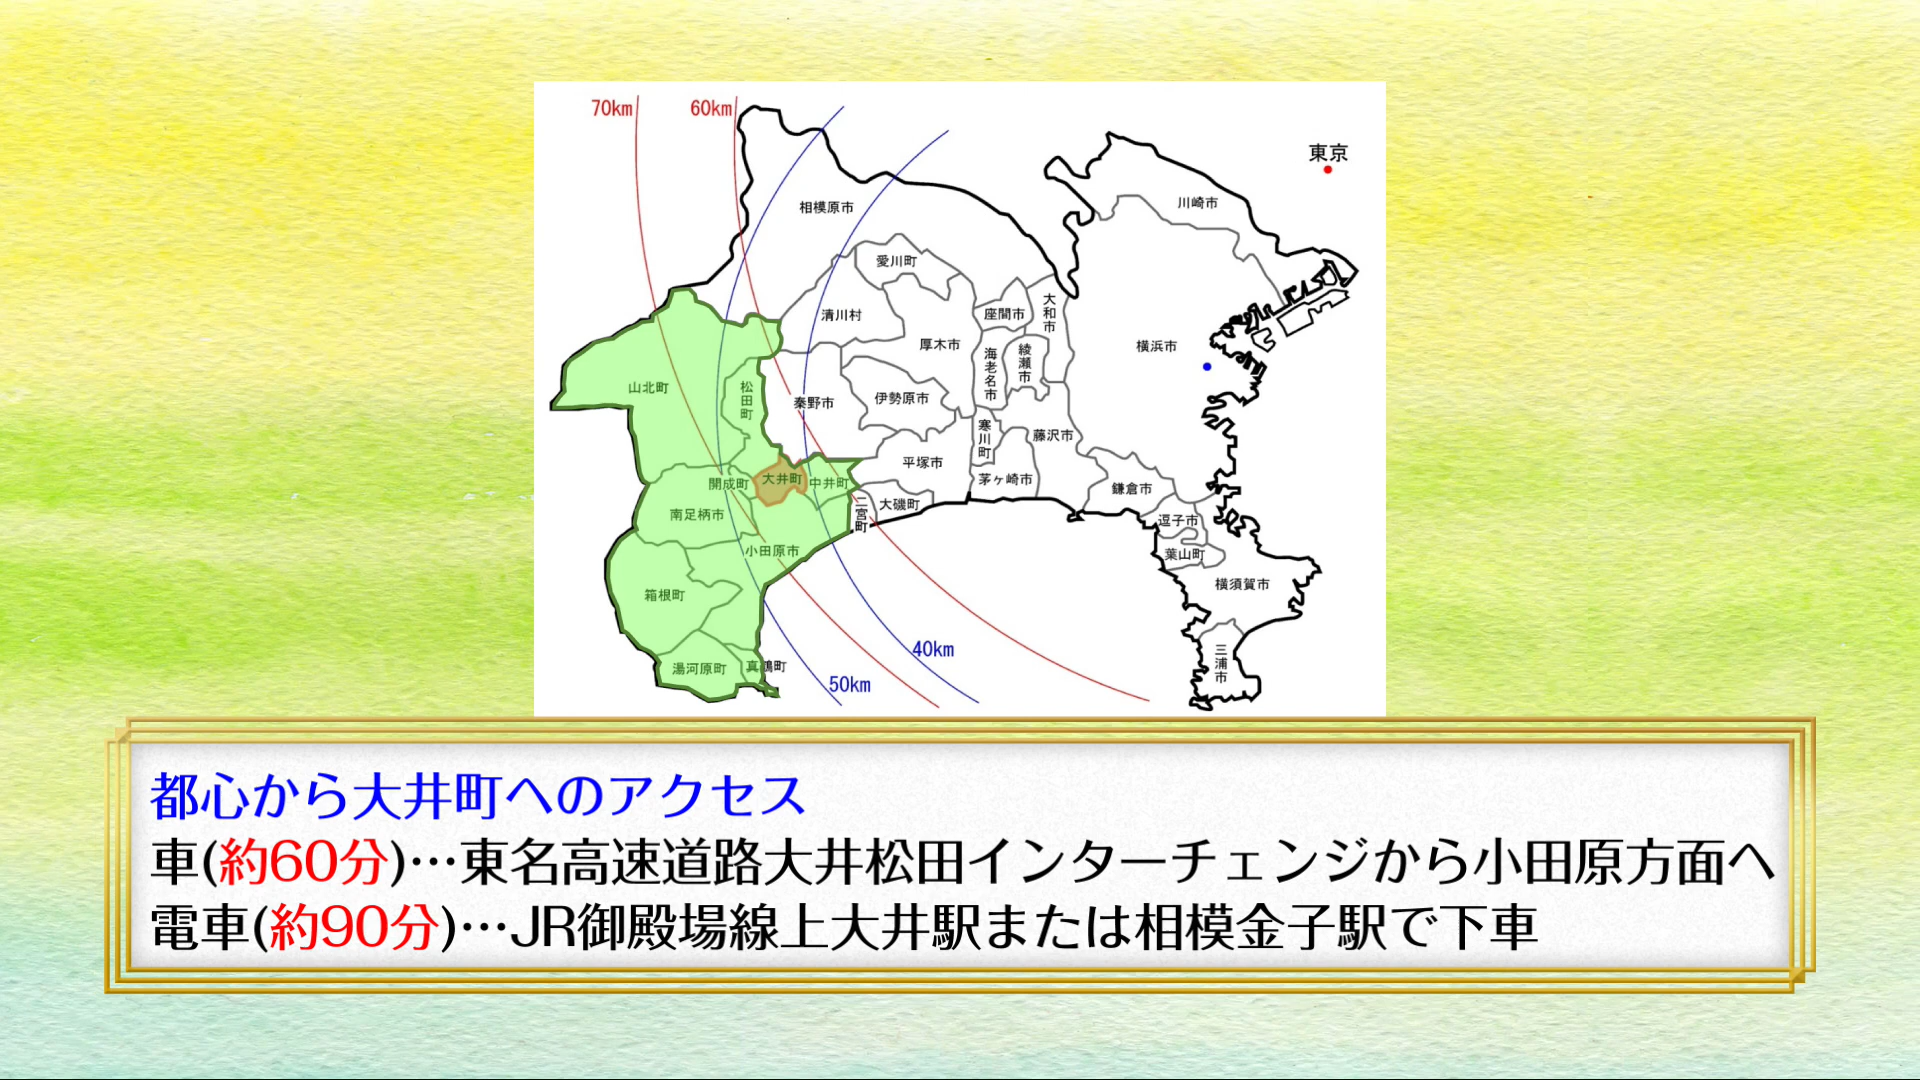 70km
60km
東京
相模原市
川崎市
愛川町
清川村
座間市
大和市
厚木市
横浜市
海老名市
綾瀬市
山北町
松田町
秦野市
伊勢原市
寒川町
藤沢市
平塚市
開成町
大井町
中井町
茅ヶ崎市
鎌倉市
二宮町
大磯町
南足柄市
逗子市
小田原市
葉山町
箱根町
横須賀市
40km
湯河原町
真鶴町
三浦市
50km
都心から大井町へのアクセス
車(約60分)…東名高速道路大井松田インターチェンジから小田原方面へ
電車(約90分)…JR御殿場線上大井駅または相模金子駅で下車